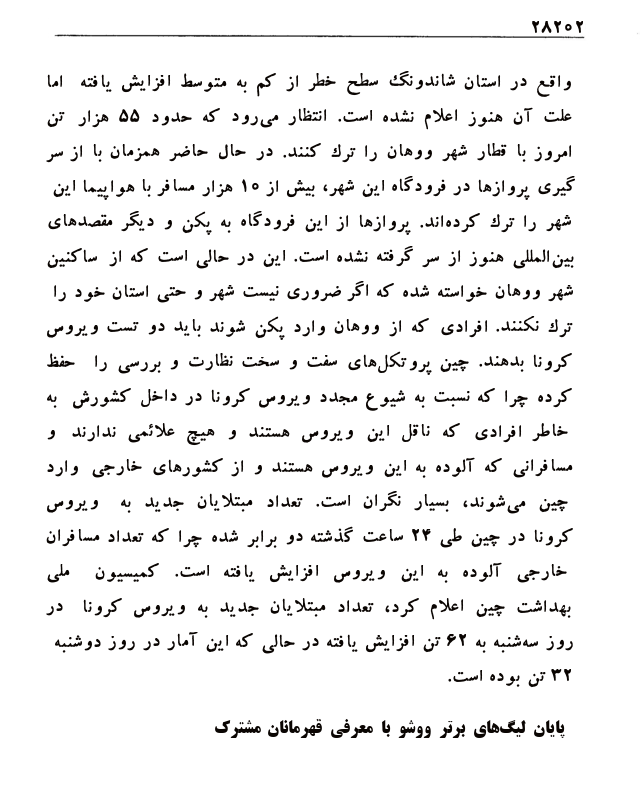 ۲۸۲۰۲
واقع در استان شاندونگ سطح خطر از کم به متوسط افزایش یافته اما
علت آن هنوز اعلام نشده است. انتظار می‌رود که حدود ۵۵ هزار تن
امروز با قطار شهر ووهان را ترك کنند. در حال حاضر همزمان با از سر
گیری پروازها در فرودگاه این شهر، بیش از ۱۰ هزار مسافر با هواپیما این
شهر را ترك کرده‌اند. پروازها از این فرودگاه به پکن و دیگر مقصدهای
بین‌المللی هنوز از سر گرفته نشده است. این در حالی است که از ساکنین
شهر ووهان خواسته شده که اگر ضروری نیست شهر و حتی استان خود را
ترك نکنند. افرادی که از ووهان وارد پکن شوند باید دو تست ویروس
کرونا بدهند. چین پروتکل‌های سفت و سخت نظارت و بررسی را حفظ
کرده چرا که نسبت به شیوع مجدد ویروس کرونا در داخل کشورش به
خاطر افرادی که ناقل این ویروس هستند و هیچ علائمی ندارند و
مسافرانی که آلوده به این ویروس هستند و از کشورهای خارجی وارد
چین می‌شوند، بسیار نگران است. تعداد مبتلایان جدید به ویروس
کرونا در چین طی ۲۴ ساعت گذشته دو برابر شده چرا که تعداد مسافران
خارجی آلوده به این ویروس افزایش یافته است. کمیسیون ملی
بهداشت چین اعلام کرد، تعداد مبتلایان جدید به ویروس کرونا در
روز سه‌شنبه به ۶۲ تن افزایش یافته در حالی که این آمار در روز دوشنبه
۳۲ تن بوده است.
پایان لیگ‌های برتر ووشو با معرفی قهرمانان مشترک